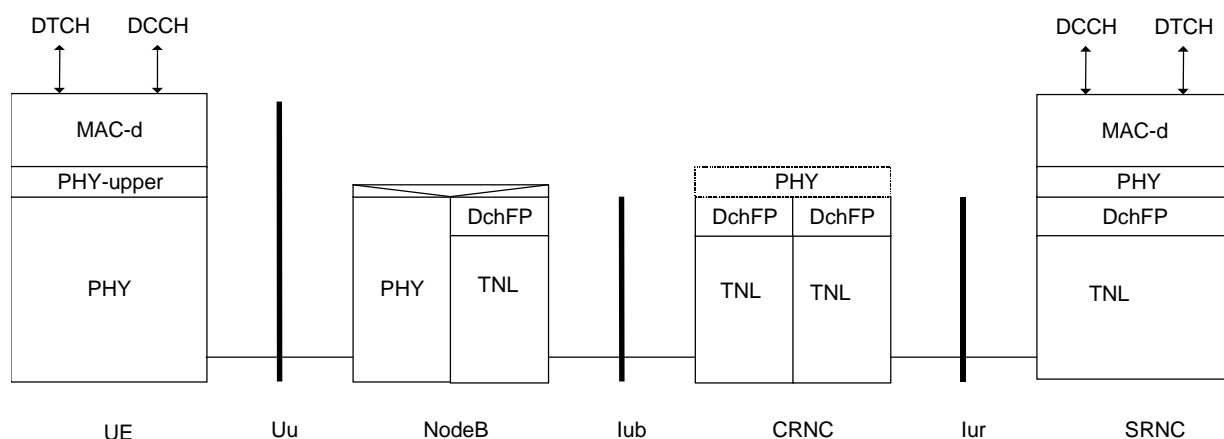 DTCH DCCH DCCH DTCH
MAC-d MAC-d
PHY-upper PHY PHY
DchFP DchFP DchFP DchFP
PHY PHY TNL TNL TNL TNL
UE Uu NodeB Iub CRNC Iur SRNC